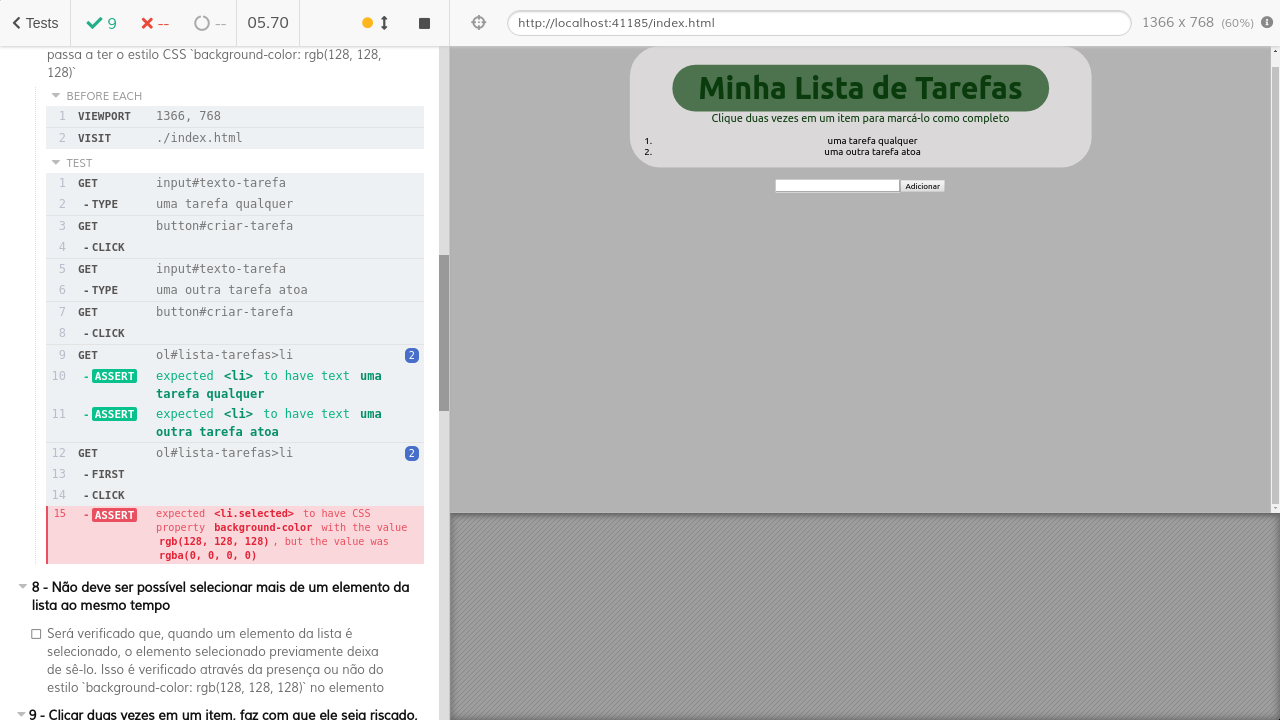 Tests
9
--
--
05.70
http://localhost:41185/index.html
1366 x 768 (60%)
passa a ter o estilo CSS `background-color: rgb(128, 128,
128)`
BEFORE EACH
1 VIEWPORT 1366, 768
2 VISIT ./index.html
TEST
1 GET input#texto-tarefa
2 -TYPE uma tarefa qualquer
3 GET button#criar-tarefa
4 -CLICK
5 GET input#texto-tarefa
6 -TYPE uma outra tarefa atoa
7 GET button#criar-tarefa
8 -CLICK
9 GET ol#lista-tarefas>li 2
10 -ASSERT expected <li> to have text uma
tarefa qualquer
11 -ASSERT expected <li> to have text uma
outra tarefa atoa
12 GET ol#lista-tarefas>li 2
13 -FIRST
14 -CLICK
15 -ASSERT expected <li.selected> to have CSS
property background-color with the value
rgb(128, 128, 128), but the value was
rgba(0, 0, 0, 0)
8 - Não deve ser possível selecionar mais de um elemento da
lista ao mesmo tempo
Será verificado que, quando um elemento da lista é
selecionado, o elemento selecionado previamente deixa
de sê-lo. Isso é verificado através da presença ou não do
estilo `background-color: rgb(128, 128, 128)` no elemento
9 - Clicar duas vezes em um item, faz com que ele seja riscado,
Minha Lista de Tarefas
Clique duas vezes em um item para marcá-lo como completo
1. uma tarefa qualquer
2. uma outra tarefa atoa
Adicionar